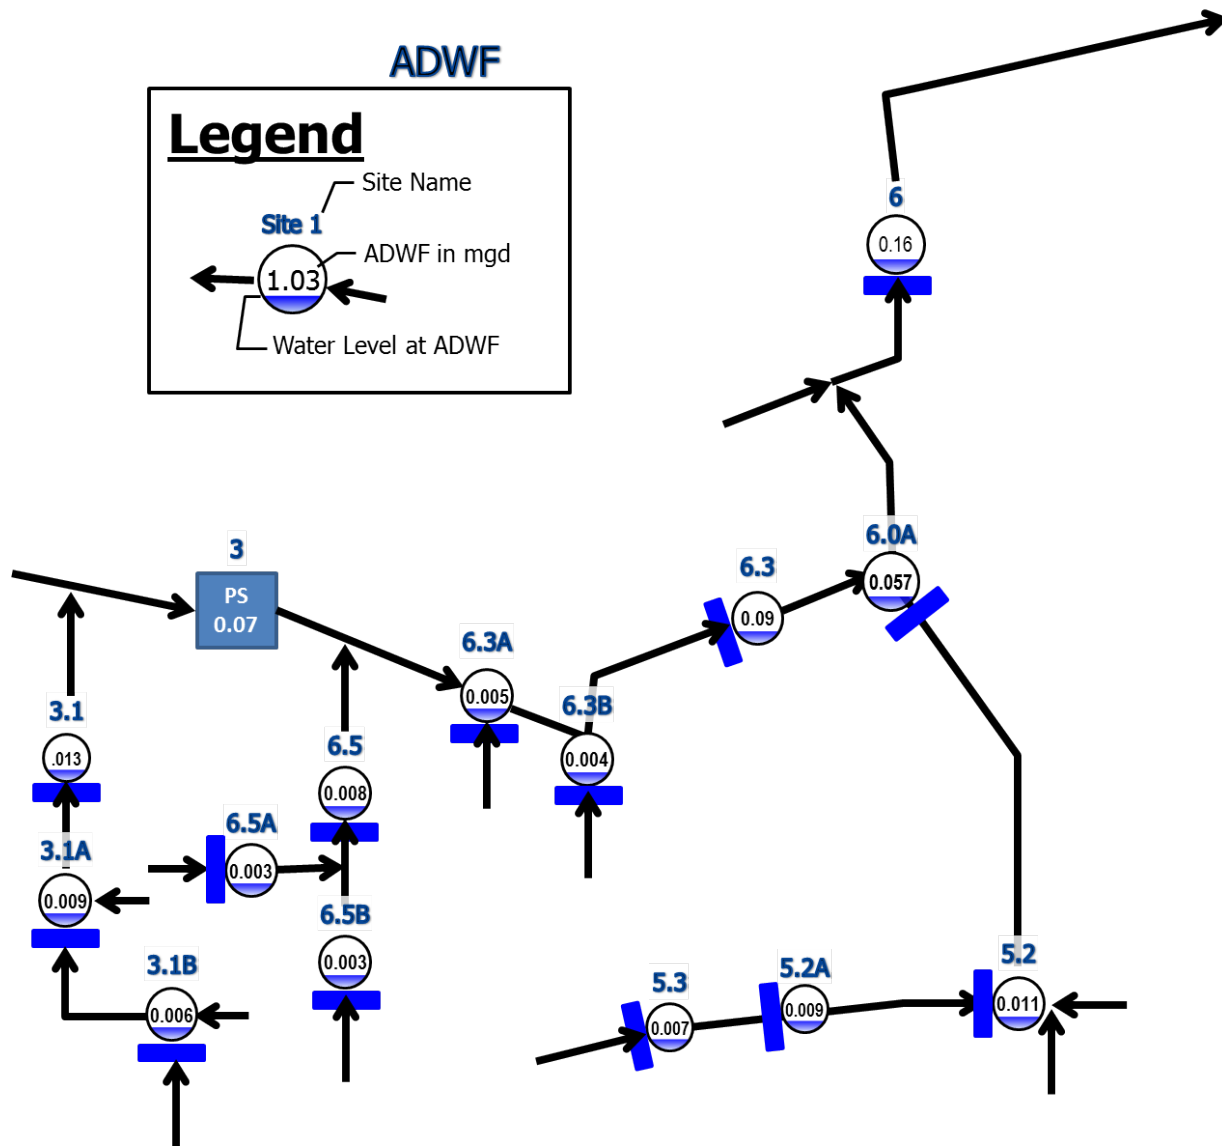 ADWF
Legend
Site Name
Site 1
ADWF in mgd
1.03
Water Level at ADWF
6
0.16
3
PS
0.07
6.0A
0.057
6.3
0.09
6.3A
0.005
6.3B
0.004
3.1
.013
6.5
0.008
6.5A
0.003
3.1A
0.009
6.5B
0.003
3.1B
0.006
5.3
0.007
5.2A
0.009
5.2
0.011